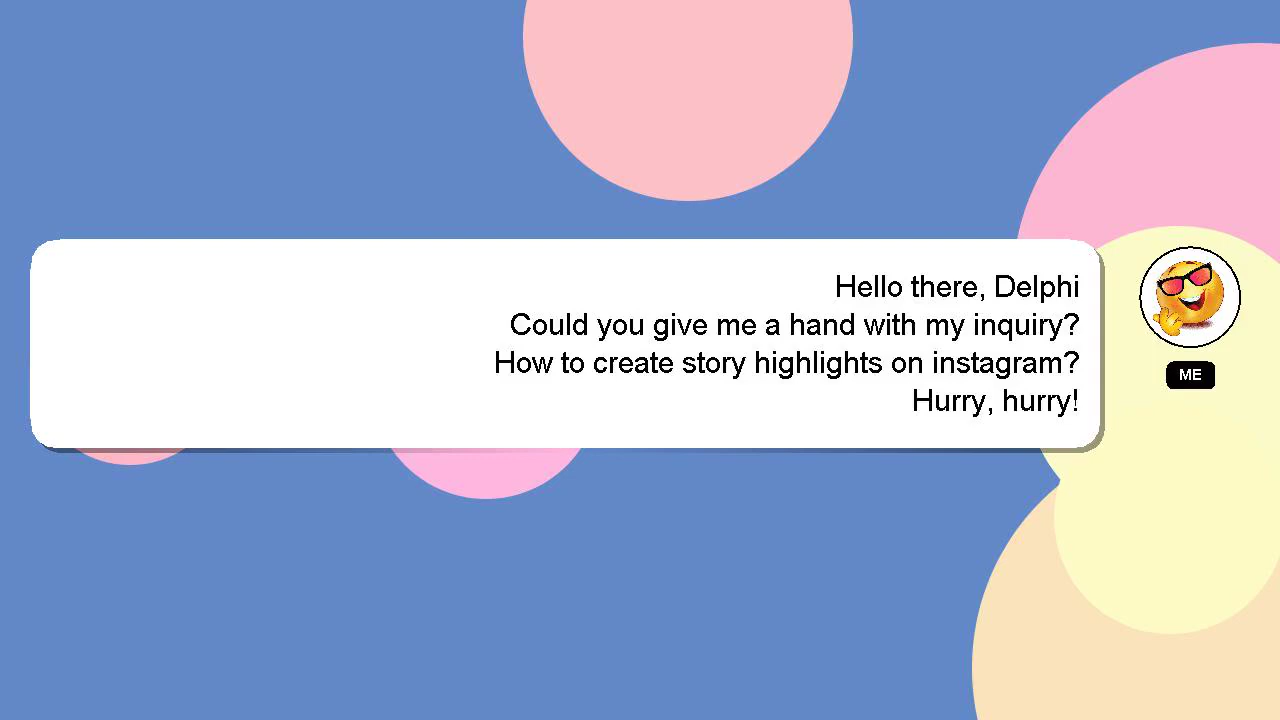 Hello there, Delphi
Could you give me a hand with my inquiry?
How to create story highlights on instagram?
Hurry, hurry!
ME